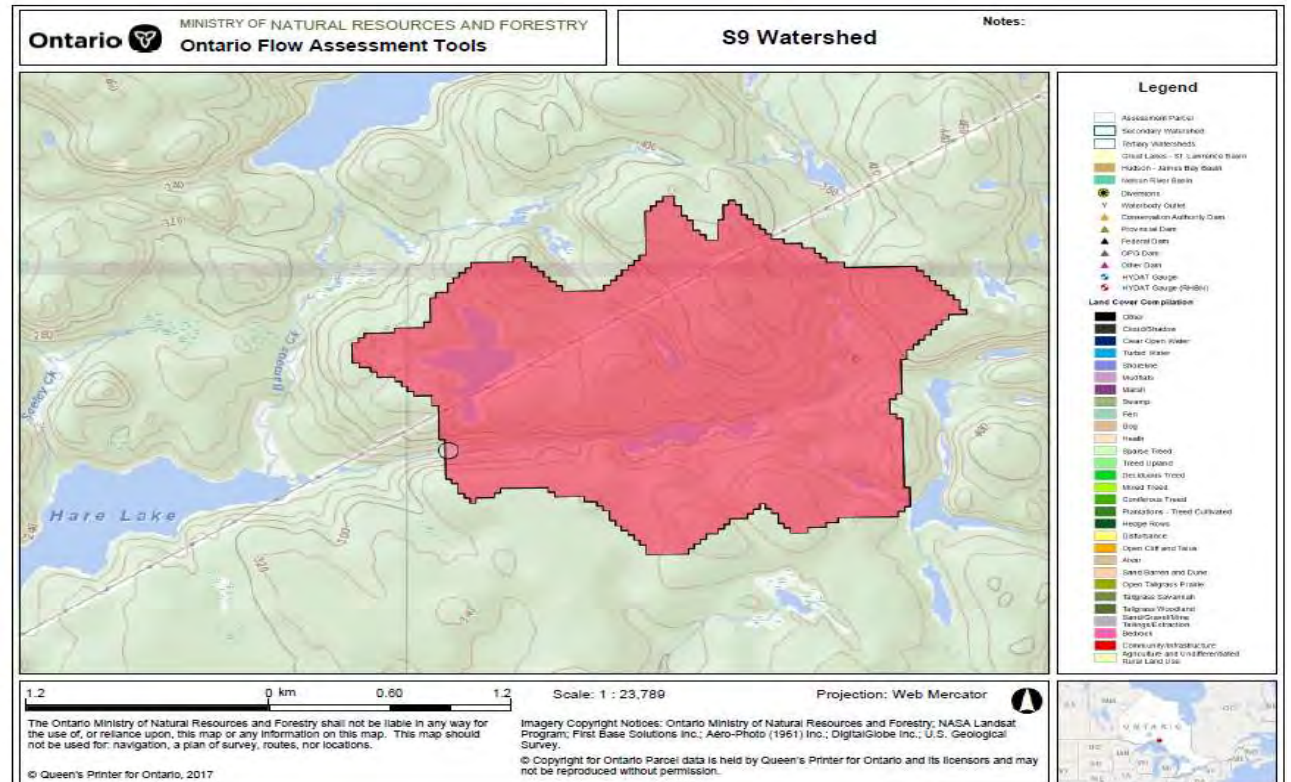 Ontario
MINISTRY OF NATURAL RESOURCES AND FORESTRY
Ontario Flow Assessment Tools
S9 Watershed
Notes:
Hare Lake
Bamoos Ck
Seeley Ck
Legend
Assessment Parcel
Secondary Watershed
Tertiary Watersheds
Great Lakes - St. Lawrence Basin
Hudson - James Bay Basin
Nelson River Basin
Diversions
Waterbody Outlet
Conservation Authority Dam
Provincial Dam
Federal Dam
OPG Dam
Other Dam
HYDAT Gauge
HYDAT Gauge (RHBN)
Land Cover Compilation
Other
Cloud/Shadow
Clear Open Water
Turbid Water
Shoreline
Mudflats
Marsh
Swamp
Fen
Bog
Heath
Sparse Treed
Treed Upland
Deciduous Treed
Mixed Treed
Coniferous Treed
Plantations - Treed Cultivated
Hedge Rows
Disturbance
Open Cliff and Talus
Alvar
Sand Barren and Dune
Open Tallgrass Prairie
Tallgrass Savannah
Tallgrass Woodland
Sand/Gravel/Mine
Tailings/Extraction
Bedrock
Community/Infrastructure
Agriculture and Undifferentiated
Rural Land Use
1.2 0 km 0.60 1.2
Scale: 1 : 23,789
Projection: Web Mercator
The Ontario Ministry of Natural Resources and Forestry shall not be liable in any way for
the use of, or reliance upon, this map or any information on this map. This map should
not be used for: navigation, a plan of survey, routes, nor locations.
© Queen's Printer for Ontario, 2017
Imagery Copyright Notices: Ontario Ministry of Natural Resources and Forestry; NASA Landsat
Program; First Base Solutions Inc.; Aéro-Photo (1961) Inc.; DigitalGlobe Inc.; U.S. Geological
Survey.
© Copyright for Ontario Parcel data is held by Queen's Printer for Ontario and its licensors and may
not be reproduced without permission.
ONTARIO